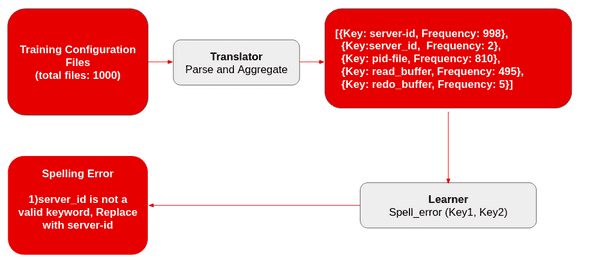 Training Configuration
Files
(total files: 1000)
Translator
Parse and Aggregate
[{Key: server-id, Frequency: 998},
{Key:server_id, Frequency: 2},
{Key: pid-file, Frequency: 810},
{Key: read_buffer, Frequency: 495},
{Key: redo_buffer, Frequency: 5}]
Spelling Error
1)server_id is not a
valid keyword, Replace
with server-id
Learner
Spell_error (Key1, Key2)